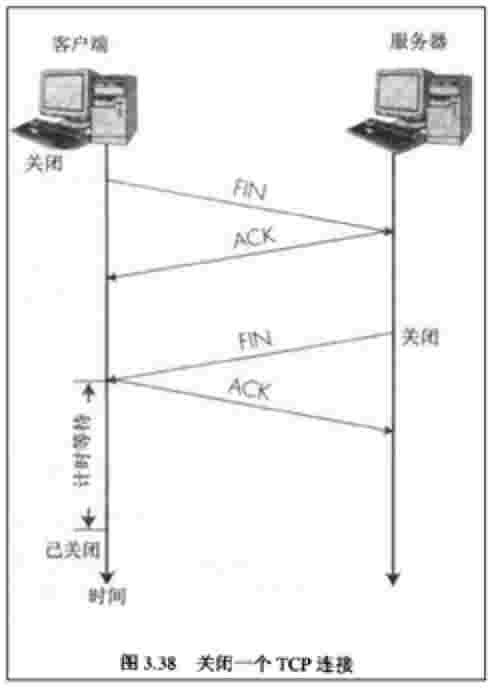 客户端
服务器
关闭
FIN
ACK
FIN
关闭
ACK
计时等待
已关闭
时间
图 3.38 关闭一个 TCP 连接